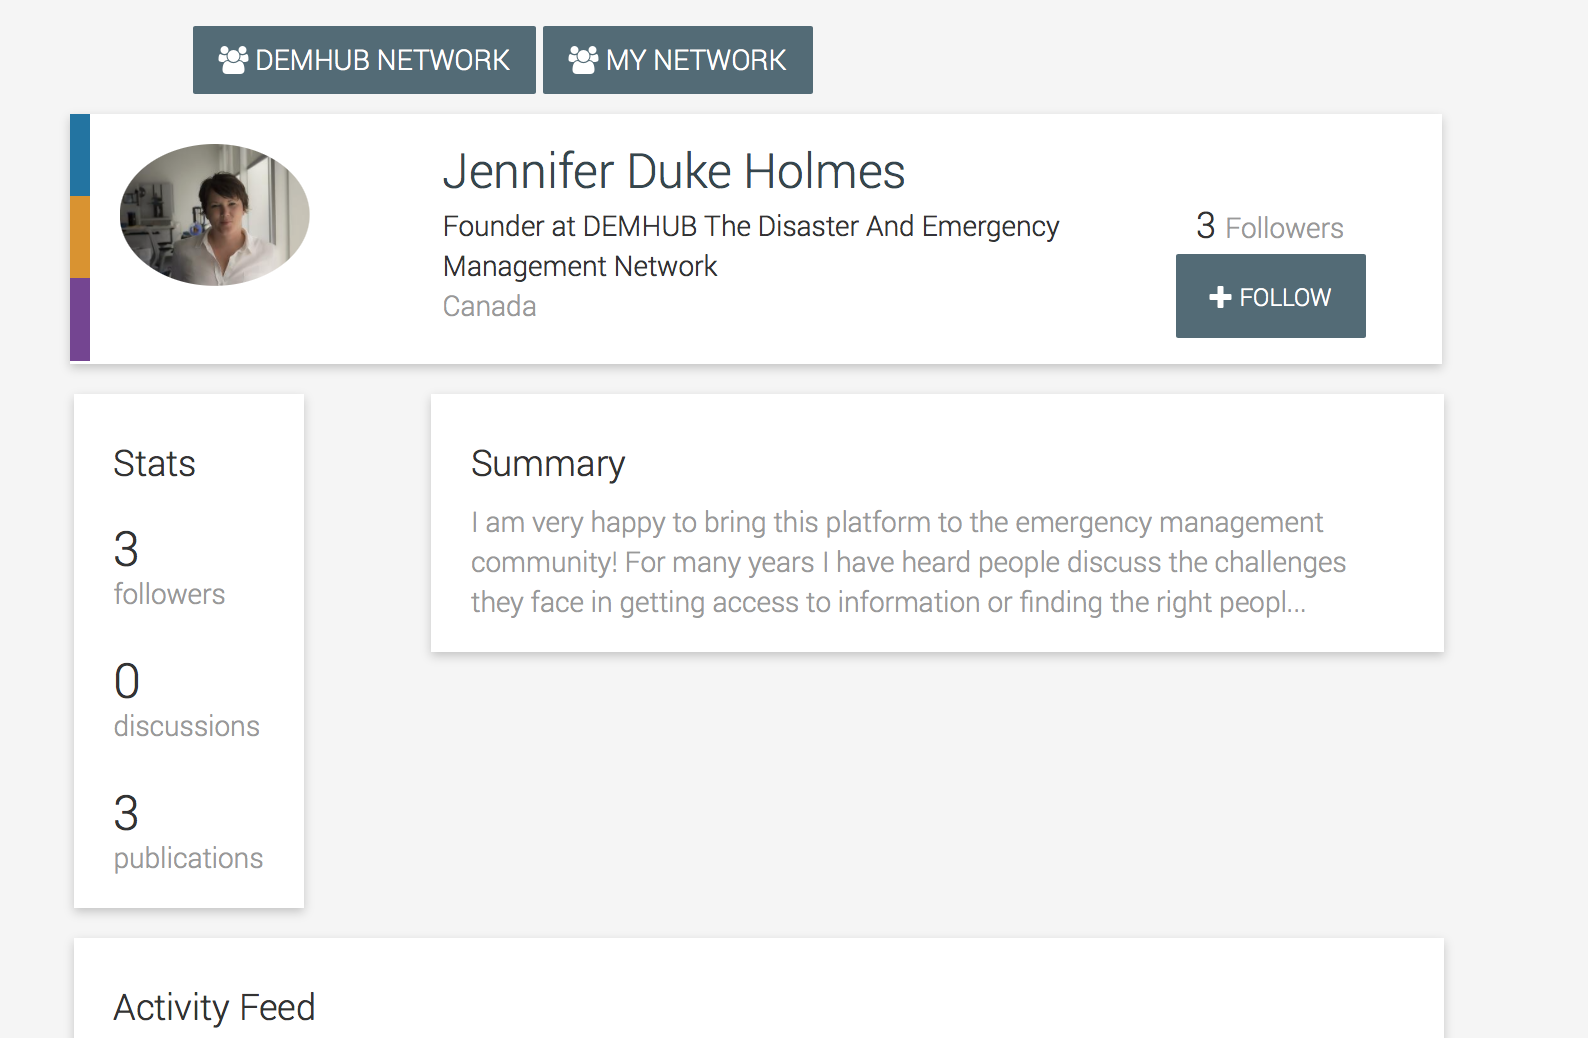 DEMHUB NETWORK
MY NETWORK
Jennifer Duke Holmes
Founder at DEMHUB The Disaster And Emergency
Management Network
Canada
3 Followers
FOLLOW
Stats
3
followers
0
discussions
3
publications
Summary
I am very happy to bring this platform to the emergency management
community! For many years I have heard people discuss the challenges
they face in getting access to information or finding the right peopl...
Activity Feed